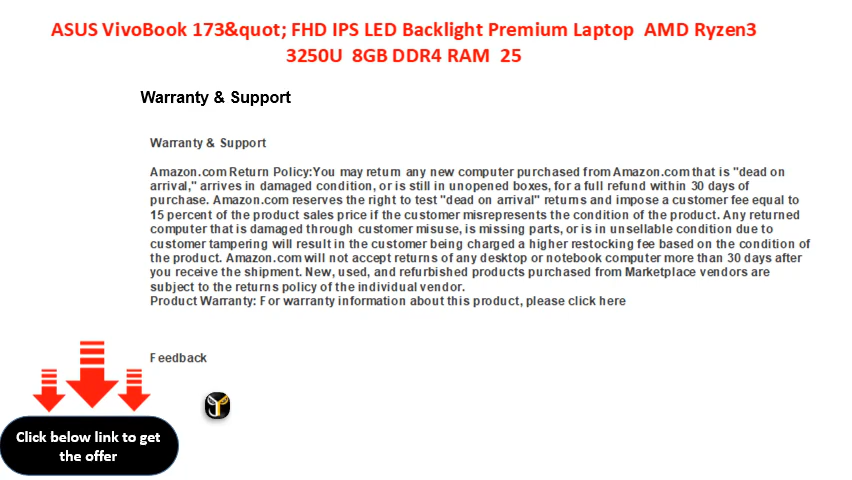 ASUS VivoBook 173&quot; FHD IPS LED Backlight Premium Laptop  AMD Ryzen3
3250U  8GB DDR4 RAM  25
Warranty & Support
Warranty & Support
Amazon.com Return Policy:You may return any new computer purchased from Amazon.com that is "dead on
arrival," arrives in damaged condition, or is still in unopened boxes, for a full refund within 30 days of
purchase. Amazon.com reserves the right to test "dead on arrival" returns and impose a customer fee equal to
15 percent of the product sales price if the customer misrepresents the condition of the product. Any returned
computer that is damaged through customer misuse, is missing parts, or is in unsellable condition due to
customer tampering will result in the customer being charged a higher restocking fee based on the condition of
the product. Amazon.com will not accept returns of any desktop or notebook computer more than 30 days after
you receive the shipment. New, used, and refurbished products purchased from Marketplace vendors are
subject to the returns policy of the individual vendor.
Product Warranty: For warranty information about this product, please click here
Feedback
Click below link to get
the offer